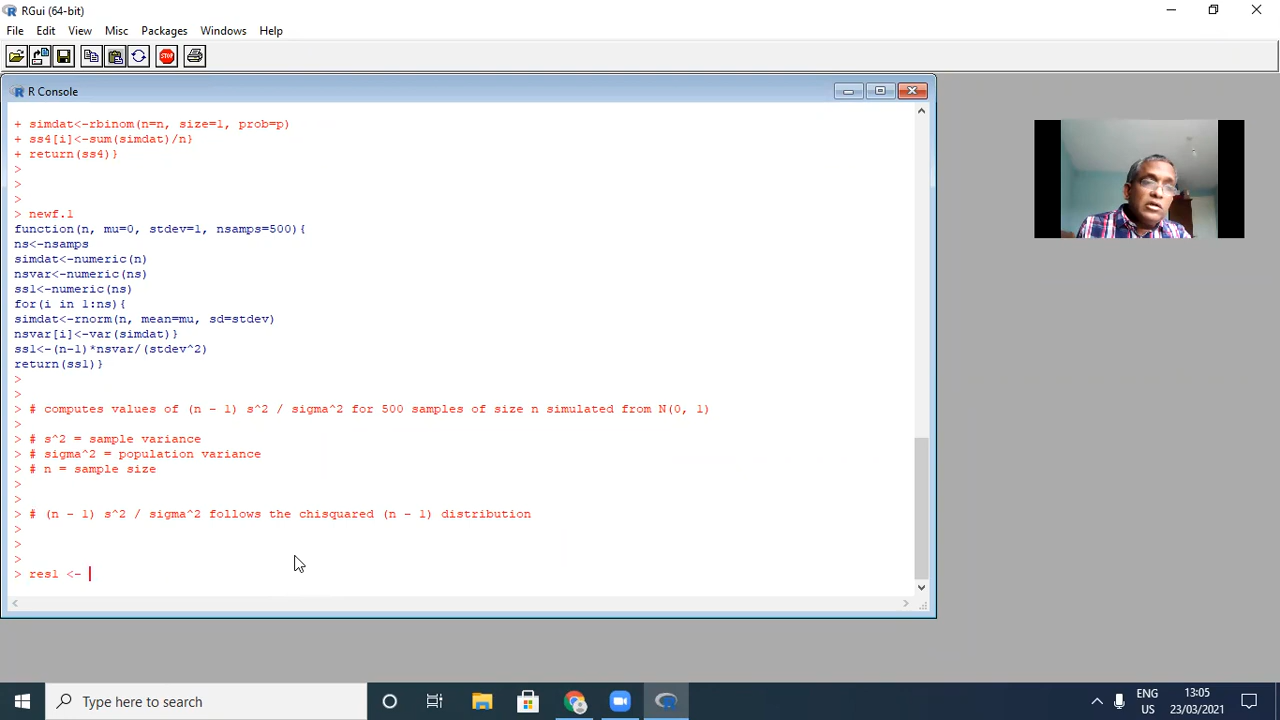 RGui (64-bit)
File Edit View Misc Packages Windows Help
STOP
R Console
+ simdat<-rbinom(n=n, size=1, prob=p)
+ ss4[i]<-sum(simdat)/n}
+ return(ss4)}
>
>
>
> newf.1
function(n, mu=0, stdev=1, nsamps=500){
ns<-nsamps
simdat<-numeric(n)
nsvar<-numeric(ns)
ss1<-numeric(ns)
for(i in 1:ns){
simdat<-rnorm(n, mean=mu, sd=stdev)
nsvar[i]<-var(simdat)}
ss1<-(n-1)*nsvar/(stdev^2)
return(ss1)}
>
>
> # computes values of (n - 1) s^2 / sigma^2 for 500 samples of size n simulated from N(0, 1)
>
> # s^2 = sample variance
> # sigma^2 = population variance
> # n = sample size
>
>
> # (n - 1) s^2 / sigma^2 follows the chisquared (n - 1) distribution
>
>
>
> res1 <-
Type here to search
ENG
US
13:05
23/03/2021